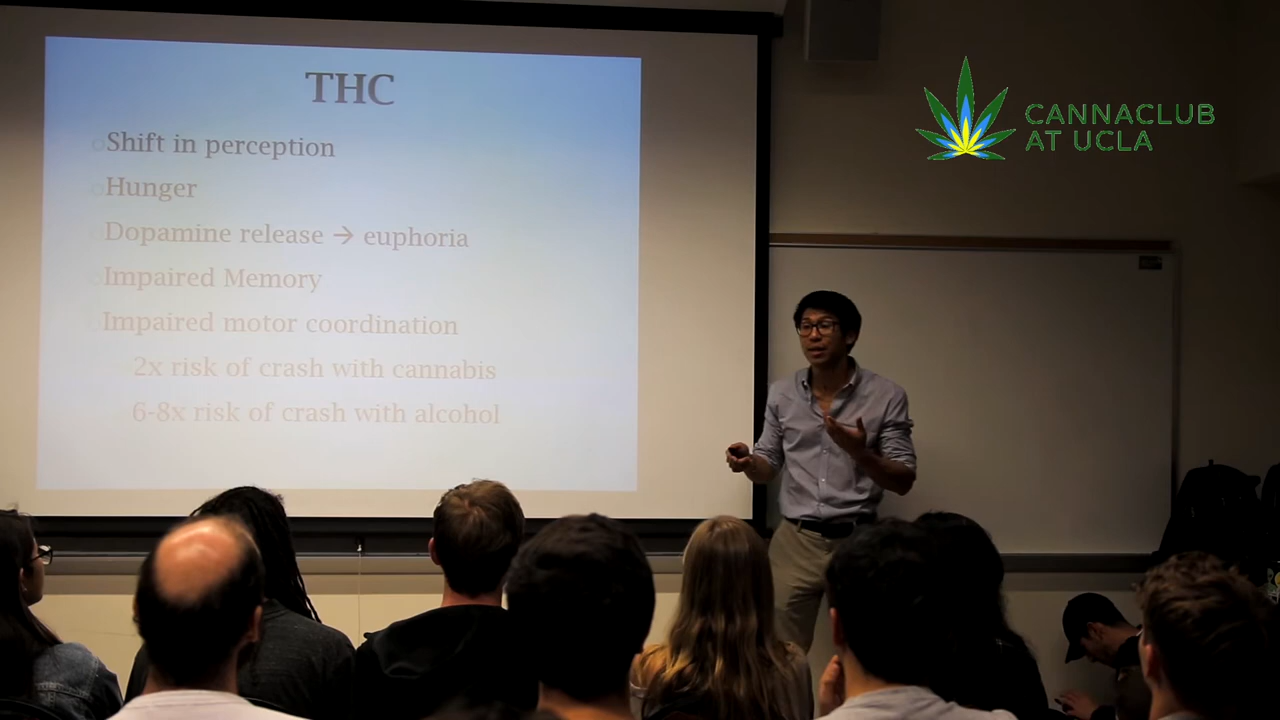 THC
Shift in perception
Hunger
Dopamine release → euphoria
Impaired Memory
Impaired motor coordination
2x risk of crash with cannabis
6-8x risk of crash with alcohol
CANNACLUB
AT UCLA